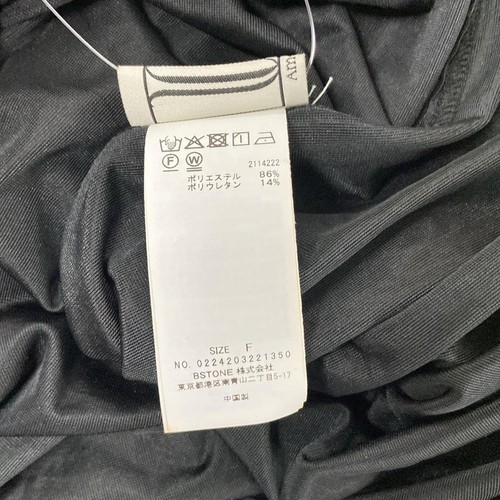 Am
F W
2114222
ポリエステル 86%
ポリウレタン 14%
SIZE F
NO. 0224203221350
BSTONE 株式会社
東京都港区南青山二丁目5-17
中国製